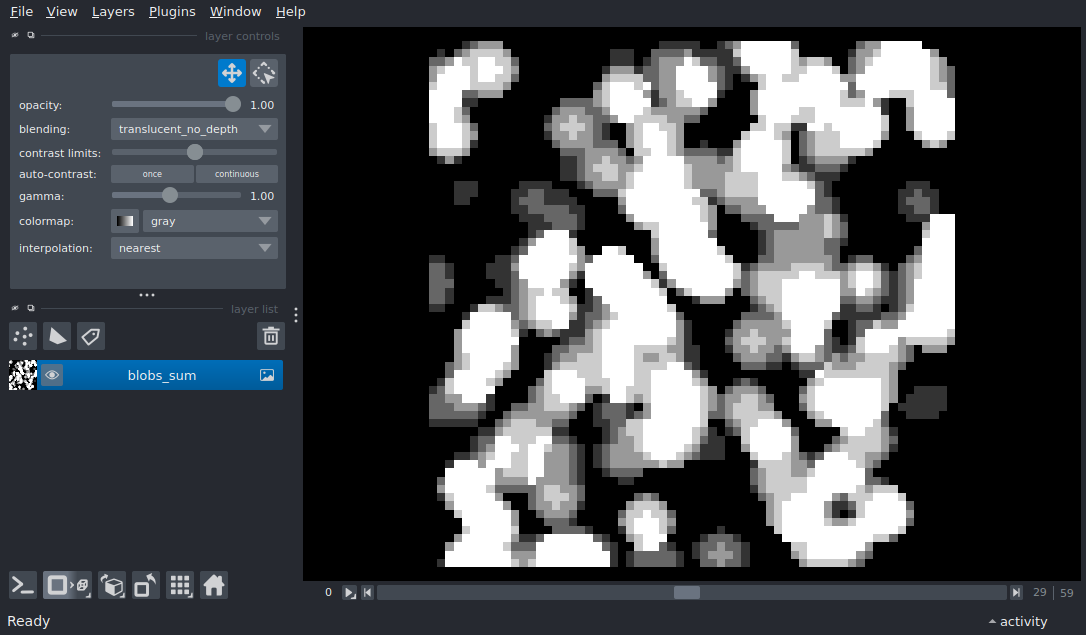 File View Layers Plugins Window Help
layer controls
opacity: 1.00
blending: translucent_no_depth
contrast limits:
auto-contrast: once continuous
gamma: 1.00
colormap: gray
interpolation: nearest
layer list
blobs_sum
0 29 | 59
Ready activity